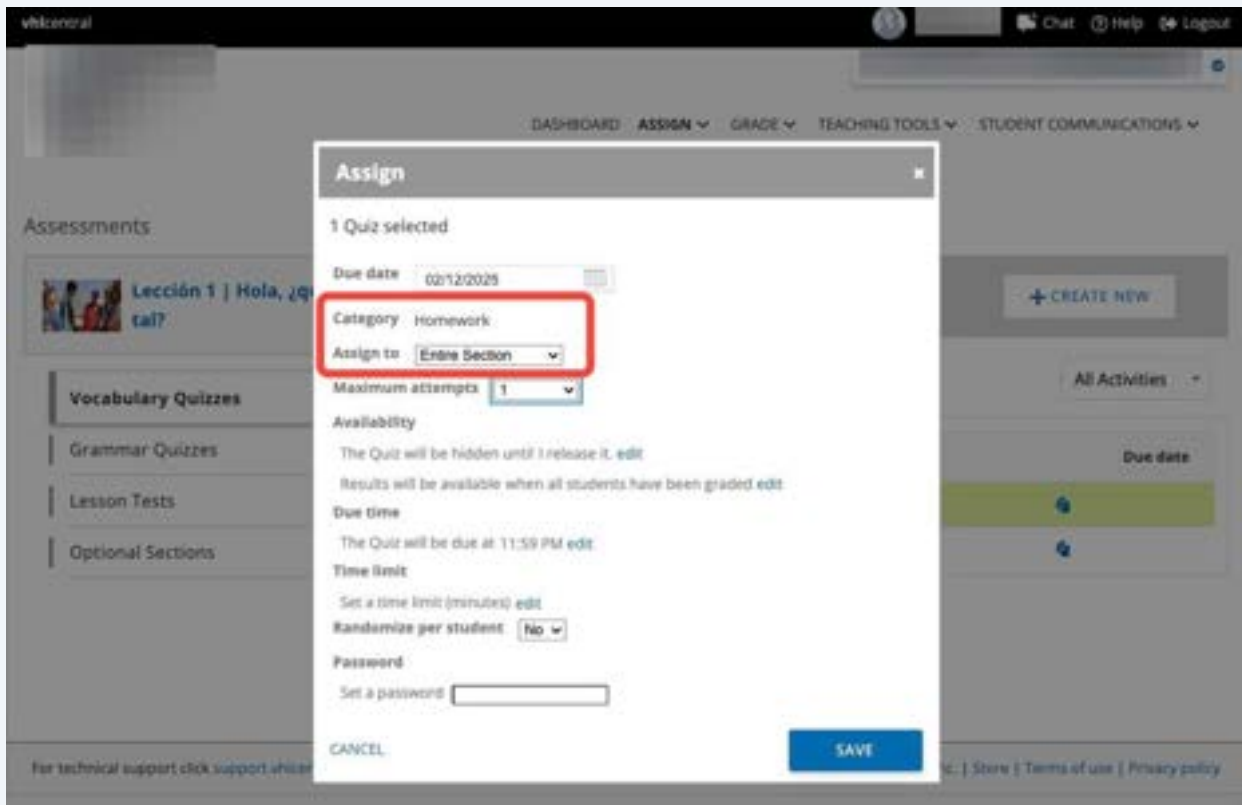 vhlcentral
Chat Help Logout
DASHBOARD ASSIGN GRADE TEACHING TOOLS STUDENT COMMUNICATIONS
Assign
Assessments
1 Quiz selected
Due date 02/12/2025
Lección 1 | Hola, ¿qu
tal?
+ CREATE NEW
Category Homework
Assign to Entire Section
Maximum attempts 1
All Activities
Vocabulary Quizzes
Availability
Grammar Quizzes
The Quiz will be hidden until I release it. edit
Due date
Results will be available when all students have been graded edit
Lesson Tests
Due time
The Quiz will be due at 11:59 PM edit
Optional Sections
Time limit
Set a time limit (minutes) edit
Randomize per student No
Password
Set a password
CANCEL SAVE
For technical support click support.vhlcen
| Store | Terms of use | Privacy policy